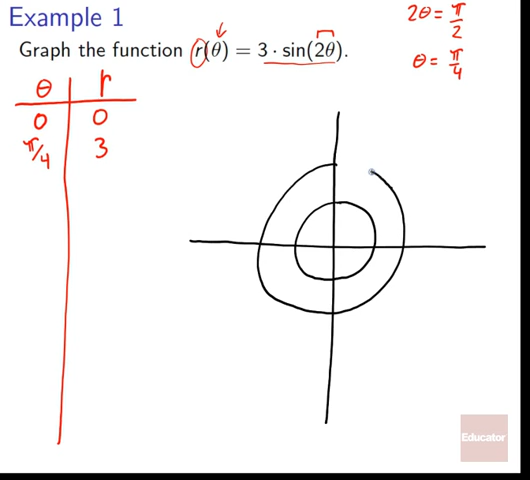 Example 1
Graph the function r(θ) = 3 · sin(2θ).
2θ = π/2
θ = π/4
θ r
0 0
π/4 3
Educator